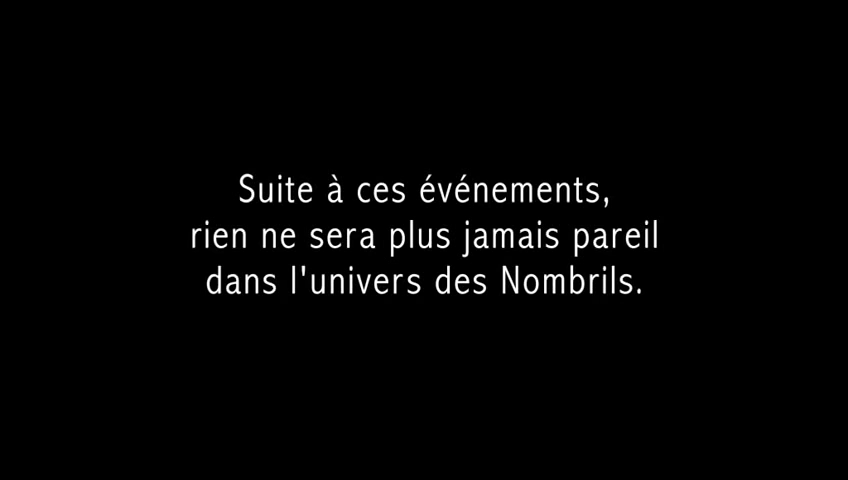 Suite à ces événements,
rien ne sera plus jamais pareil
dans l'univers des Nombrils.